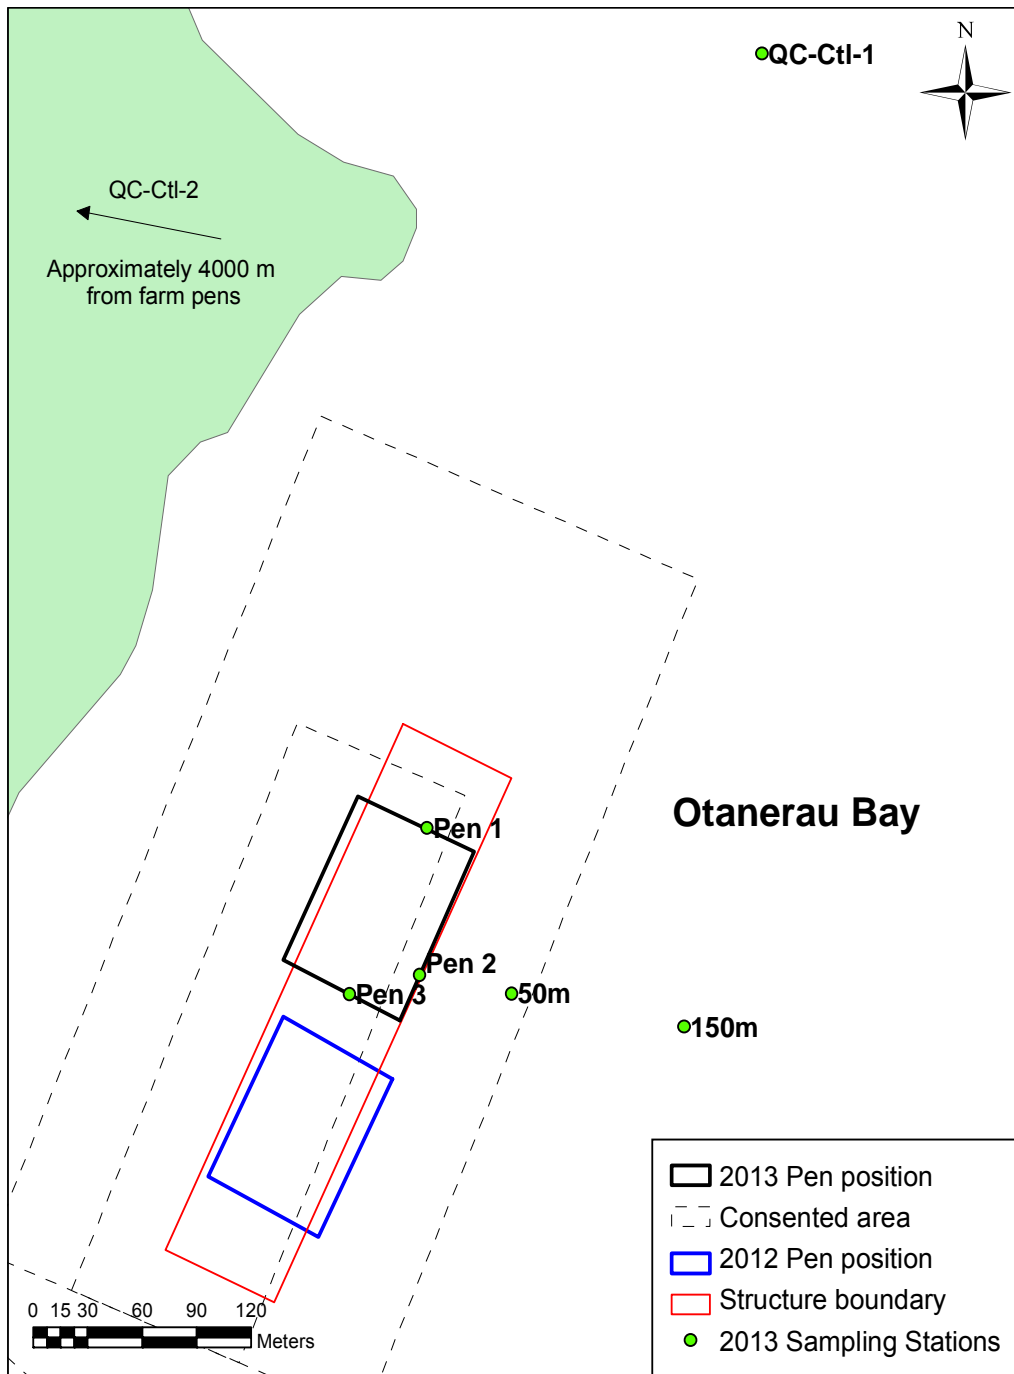 N
QC-Ctl-1
QC-Ctl-2
Approximately 4000 m
from farm pens
Otanerau Bay
Pen 1
Pen 2
Pen 3
50m
150m
2013 Pen position
Consented area
2012 Pen position
Structure boundary
2013 Sampling Stations
0 15 30 60 90 120
Meters